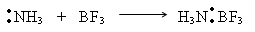 :NH₃ + BF₃ ⟶ H₃N:BF₃